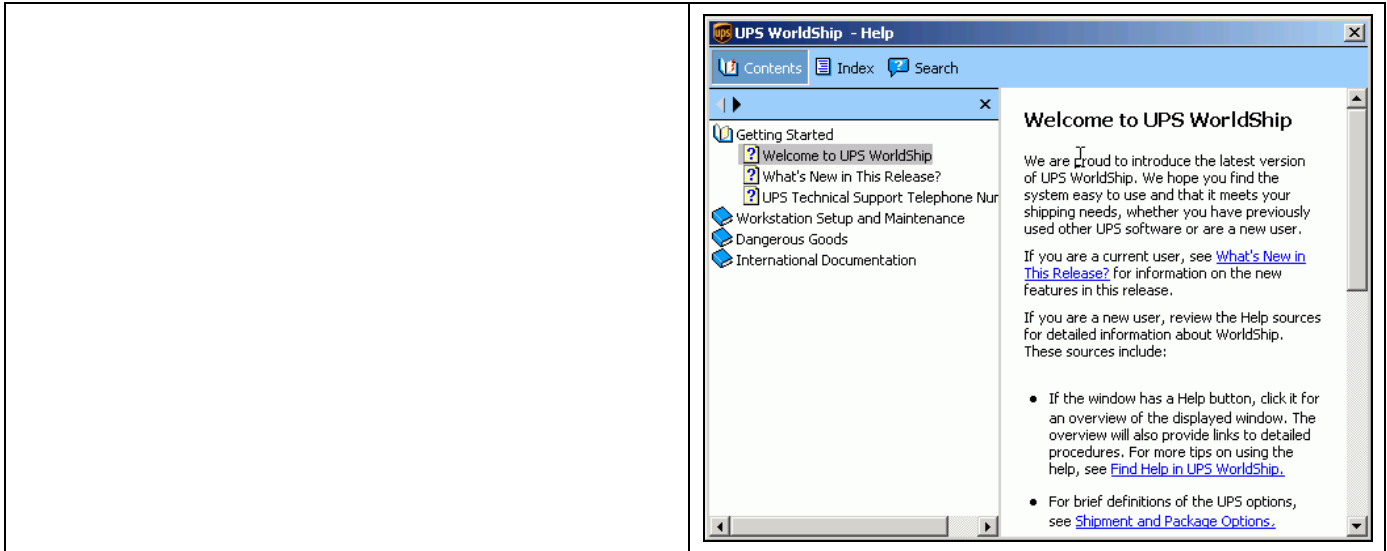 UPS WorldShip - Help
Contents Index Search
Getting Started
Welcome to UPS WorldShip
What's New in This Release?
UPS Technical Support Telephone Nur
Workstation Setup and Maintenance
Dangerous Goods
International Documentation
Welcome to UPS WorldShip
We are proud to introduce the latest version
of UPS WorldShip. We hope you find the
system easy to use and that it meets your
shipping needs, whether you have previously
used other UPS software or are a new user.
If you are a current user, see What's New in
This Release? for information on the new
features in this release.
If you are a new user, review the Help sources
for detailed information about WorldShip.
These sources include:
• If the window has a Help button, click it for
an overview of the displayed window. The
overview will also provide links to detailed
procedures. For more tips on using the
help, see Find Help in UPS WorldShip.
• For brief definitions of the UPS options,
see Shipment and Package Options.